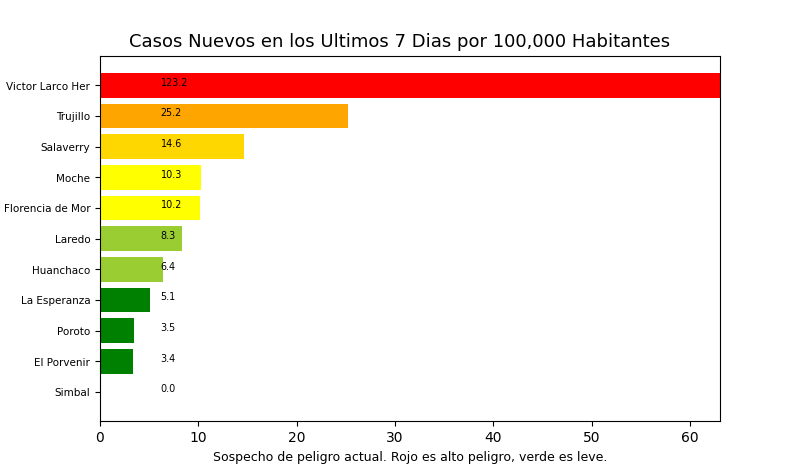 Casos Nuevos en los Ultimos 7 Dias por 100,000 Habitantes
Victor Larco Her 123.2
Trujillo 25.2
Salaverry 14.6
Moche 10.3
Florencia de Mor 10.2
Laredo 8.3
Huanchaco 6.4
La Esperanza 5.1
Poroto 3.5
El Porvenir 3.4
Simbal 0.0
0 10 20 30 40 50 60
Sospecho de peligro actual. Rojo es alto peligro, verde es leve.